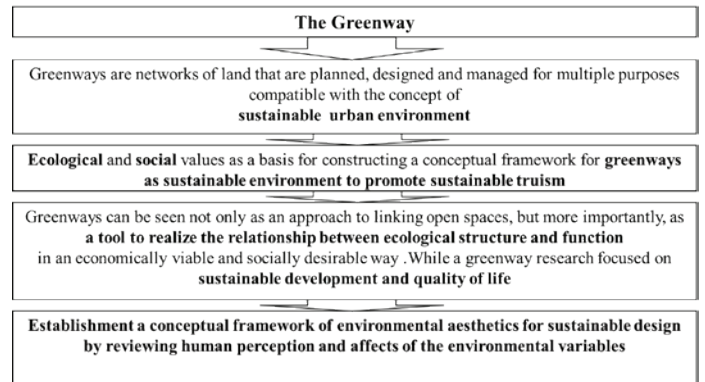 The Greenway
Greenways are networks of land that are planned, designed and managed for multiple purposes
compatible with the concept of
sustainable urban environment
Ecological and social values as a basis for constructing a conceptual framework for greenways
as sustainable environment to promote sustainable truism
Greenways can be seen not only as an approach to linking open spaces, but more importantly, as
a tool to realize the relationship between ecological structure and function
in an economically viable and socially desirable way .While a greenway research focused on
sustainable development and quality of life
Establishment a conceptual framework of environmental aesthetics for sustainable design
by reviewing human perception and affects of the environmental variables